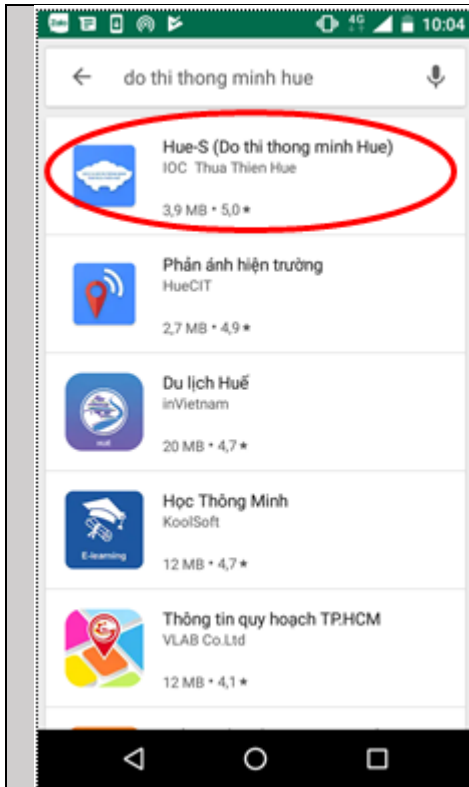 Zalo 4G 10:04
do thi thong minh hue
Hue-S (Do thi thong minh Hue)
IOC Thua Thien Hue
3,9 MB • 5,0 ★
Phản ánh hiện trường
HueCIT
2,7 MB • 4,9 ★
Du lịch Huế
inVietnam
HUẾ
20 MB • 4,7 ★
Học Thông Minh
KoolSoft
E-learning
12 MB • 4,7 ★
Thông tin quy hoạch TP.HCM
VLAB Co.Ltd
12 MB • 4,1 ★